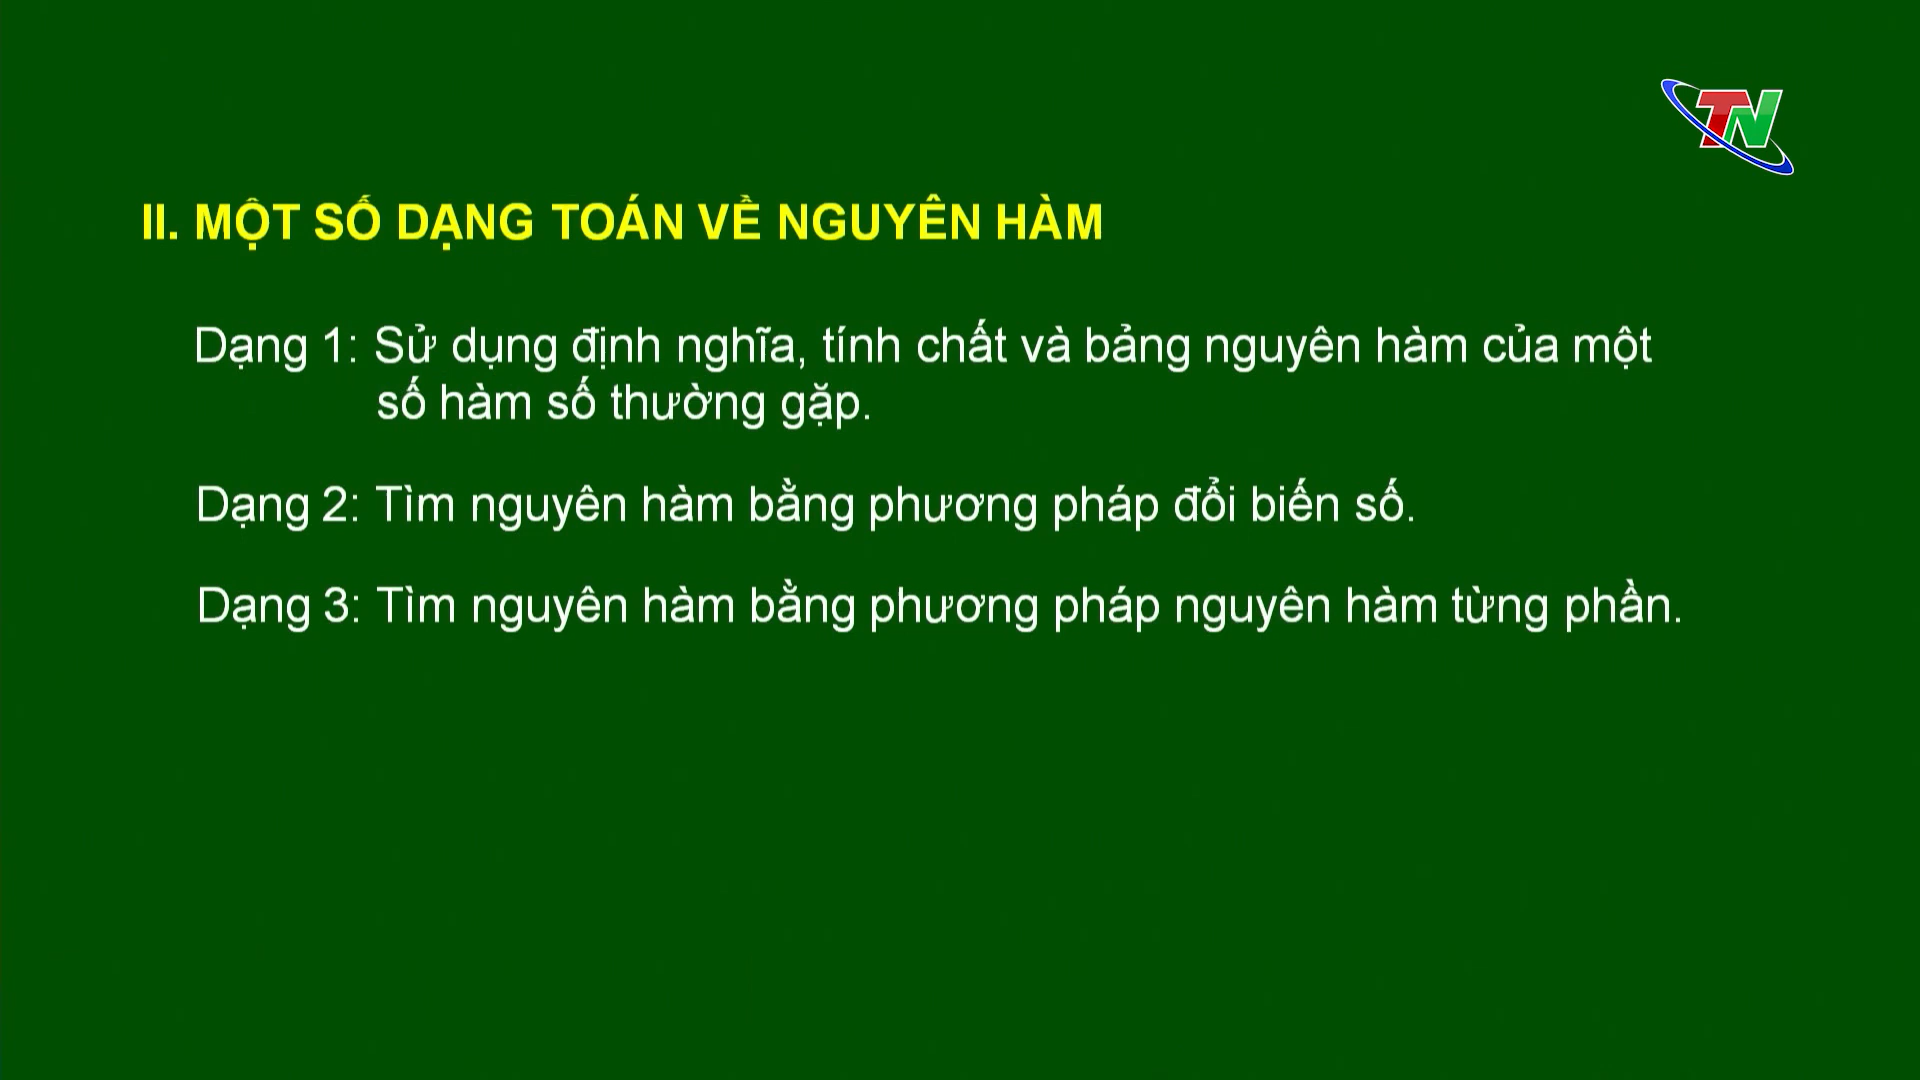 TN
II. MỘT SỐ DẠNG TOÁN VỀ NGUYÊN HÀM
Dạng 1: Sử dụng định nghĩa, tính chất và bảng nguyên hàm của một
số hàm số thường gặp.
Dạng 2: Tìm nguyên hàm bằng phương pháp đổi biến số.
Dạng 3: Tìm nguyên hàm bằng phương pháp nguyên hàm từng phần.